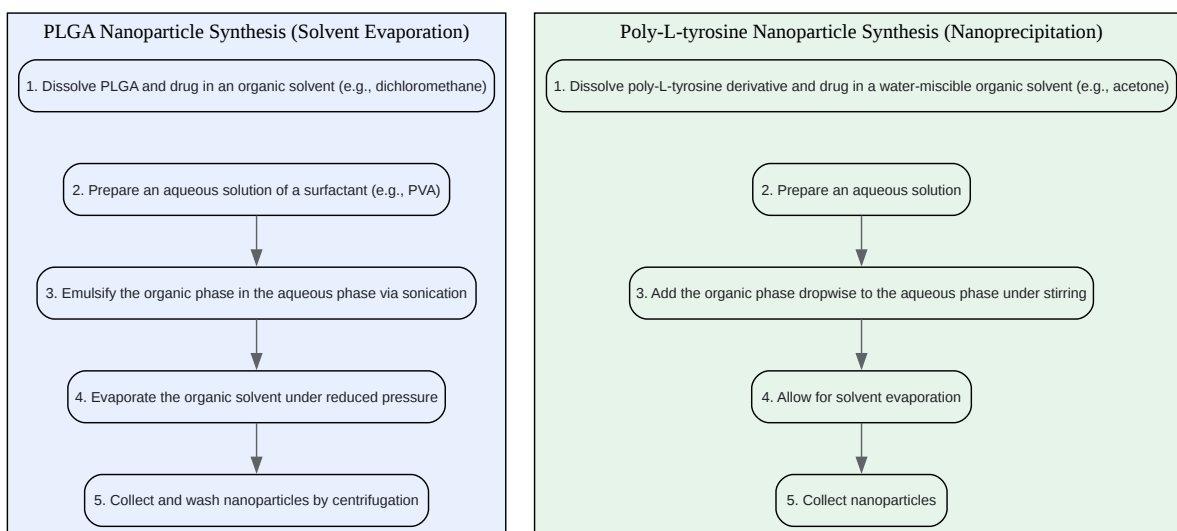 PLGA Nanoparticle Synthesis (Solvent Evaporation)
1. Dissolve PLGA and drug in an organic solvent (e.g., dichloromethane)
2. Prepare an aqueous solution of a surfactant (e.g., PVA)
3. Emulsify the organic phase in the aqueous phase via sonication
4. Evaporate the organic solvent under reduced pressure
5. Collect and wash nanoparticles by centrifugation
Poly-L-tyrosine Nanoparticle Synthesis (Nanoprecipitation)
1. Dissolve poly-L-tyrosine derivative and drug in a water-miscible organic solvent (e.g., acetone)
2. Prepare an aqueous solution
3. Add the organic phase dropwise to the aqueous phase under stirring
4. Allow for solvent evaporation
5. Collect nanoparticles